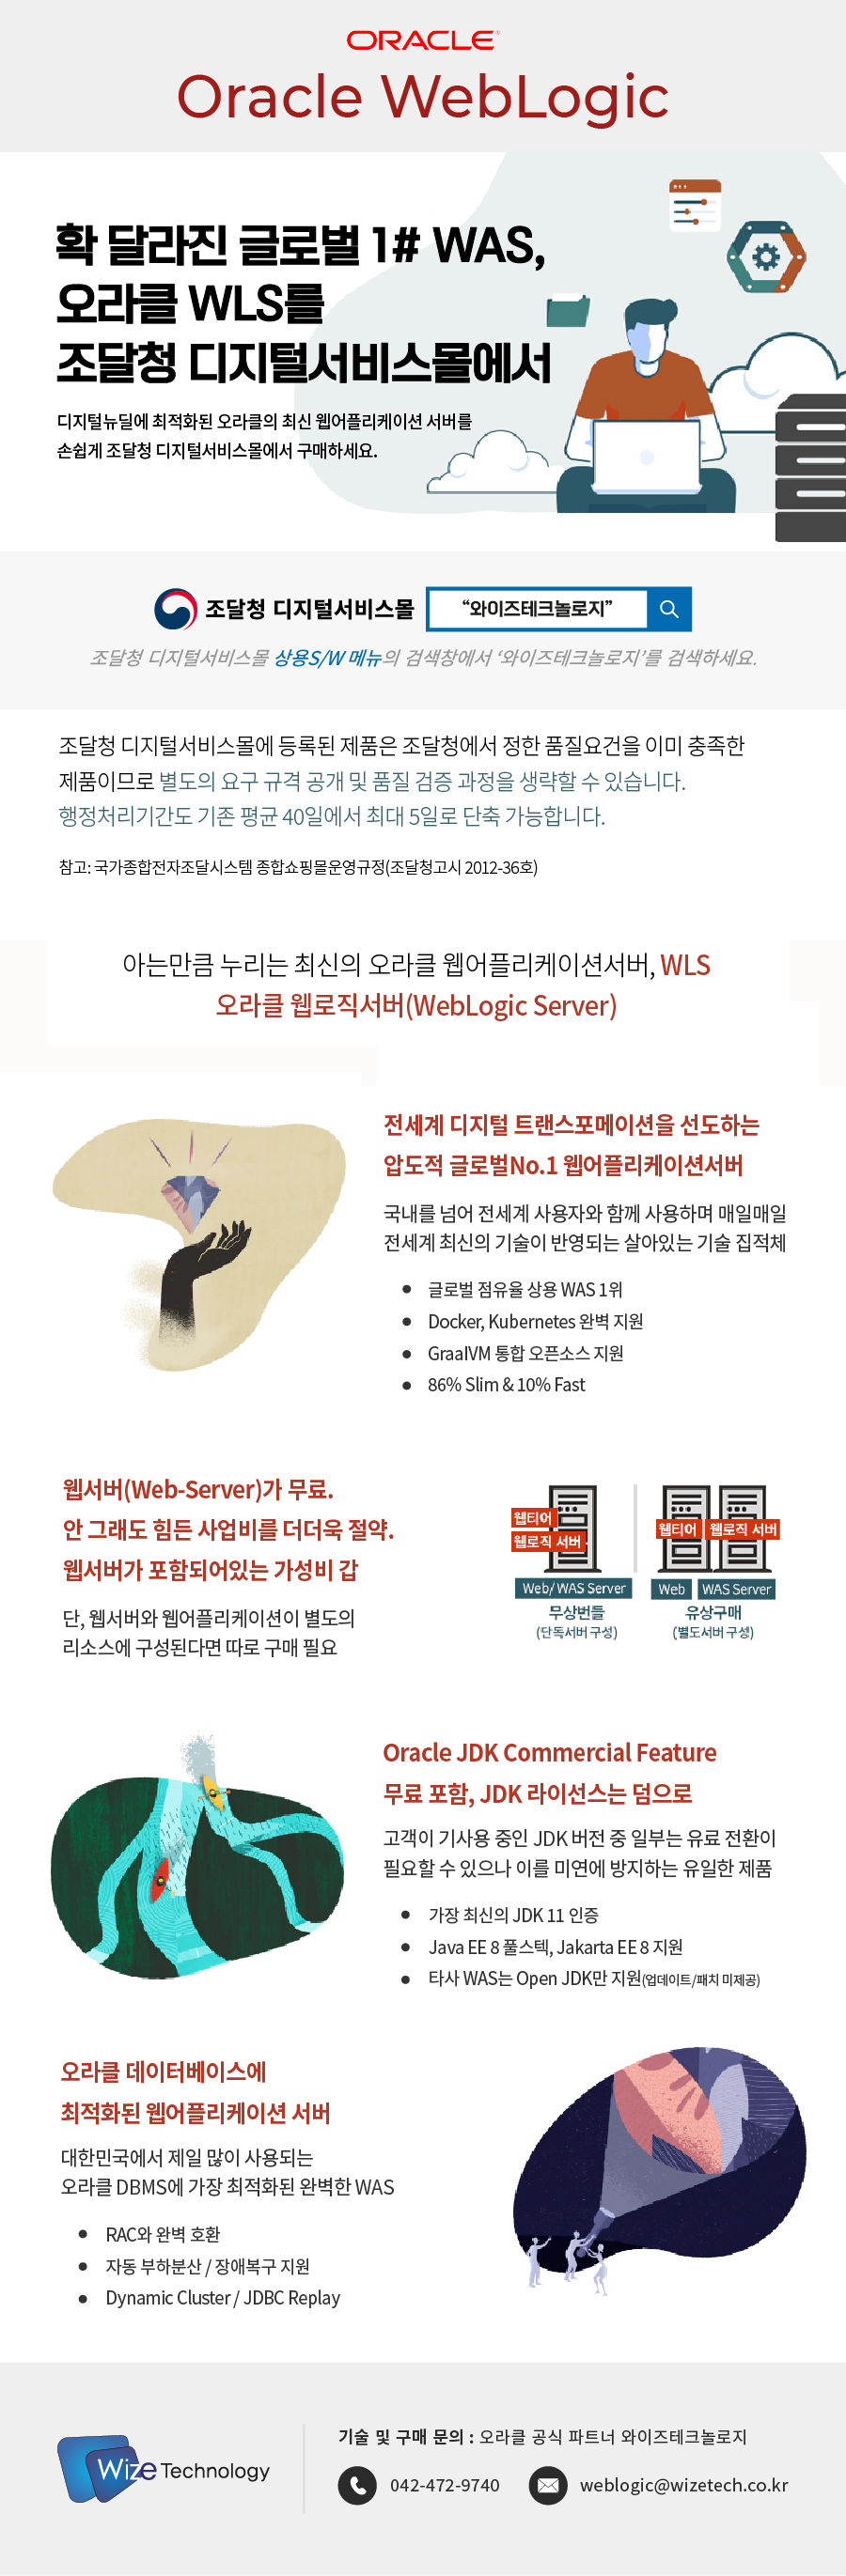 ORACLE
Oracle WebLogic
확 달라진 글로벌 1# WAS,
오라클 WLS를
조달청 디지털서비스몰에서
디지털뉴딜에 최적화된 오라클의 최신 웹어플리케이션 서버를
손쉽게 조달청 디지털서비스몰에서 구매하세요.
조달청 디지털서비스몰 “와이즈테크놀로지”
조달청 디지털서비스몰 상용S/W 메뉴의 검색창에서 ‘와이즈테크놀로지’를 검색하세요.
조달청 디지털서비스몰에 등록된 제품은 조달청에서 정한 품질요건을 이미 충족한
제품이므로 별도의 요구 규격 공개 및 품질 검증 과정을 생략할 수 있습니다.
행정처리기간도 기존 평균 40일에서 최대 5일로 단축 가능합니다.
참고: 국가종합전자조달시스템 종합쇼핑몰운영규정(조달청고시 2012-36호)
아는만큼 누리는 최신의 오라클 웹어플리케이션서버, WLS
오라클 웹로직서버(WebLogic Server)
전세계 디지털 트랜스포메이션을 선도하는
압도적 글로벌No.1 웹어플리케이션서버
국내를 넘어 전세계 사용자와 함께 사용하며 매일매일
전세계 최신의 기술이 반영되는 살아있는 기술 집적체
● 글로벌 점유율 상용 WAS 1위
● Docker, Kubernetes 완벽 지원
● GraalVM 통합 오픈소스 지원
● 86% Slim & 10% Fast
웹서버(Web-Server)가 무료.
안 그래도 힘든 사업비를 더더욱 절약.
웹서버가 포함되어있는 가성비 갑
단, 웹서버와 웹어플리케이션이 별도의
리소스에 구성된다면 따로 구매 필요
웹티어
웹로직 서버
Web/WAS Server
무상번들
(단독서버 구성)
웹티어 웹로직 서버
Web WAS Server
유상구매
(별도서버 구성)
Oracle JDK Commercial Feature
무료 포함, JDK 라이선스는 덤으로
고객이 기사용 중인 JDK 버전 중 일부는 유료 전환이
필요할 수 있으나 이를 미연에 방지하는 유일한 제품
● 가장 최신의 JDK 11 인증
● Java EE 8 풀스텍, Jakarta EE 8 지원
● 타사 WAS는 Open JDK만 지원(업데이트/패치 미제공)
오라클 데이터베이스에
최적화된 웹어플리케이션 서버
대한민국에서 제일 많이 사용되는
오라클 DBMS에 가장 최적화된 완벽한 WAS
● RAC와 완벽 호환
● 자동 부하분산 / 장애복구 지원
● Dynamic Cluster / JDBC Replay
Wize Technology
기술 및 구매 문의 : 오라클 공식 파트너 와이즈테크놀로지
042-472-9740 weblogic@wizetech.co.kr